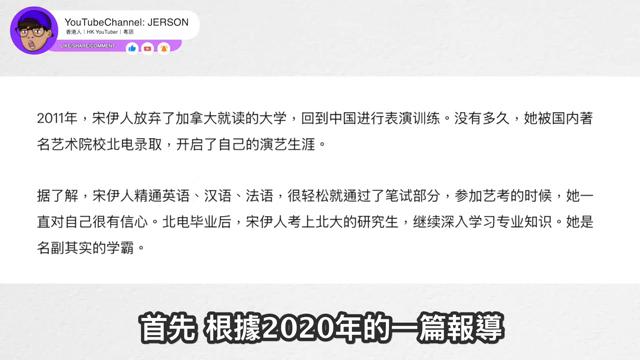 YouTubeChannel: JERSON
香港人｜HK YouTuber｜粵語
LIKE/SHARE/COMMENT
2011年，宋伊人放弃了加拿大就读的大学，回到中国进行表演训练。没有多久，她被国内著
名艺术院校北电录取，开启了自己的演艺生涯。
据了解，宋伊人精通英语、汉语、法语，很轻松就通过了笔试部分，参加艺考的时候，她一
直对自己很有信心。北电毕业后，宋伊人考上北大的研究生，继续深入学习专业知识。她是
名副其实的学霸。
首先 根據2020年的一篇報導